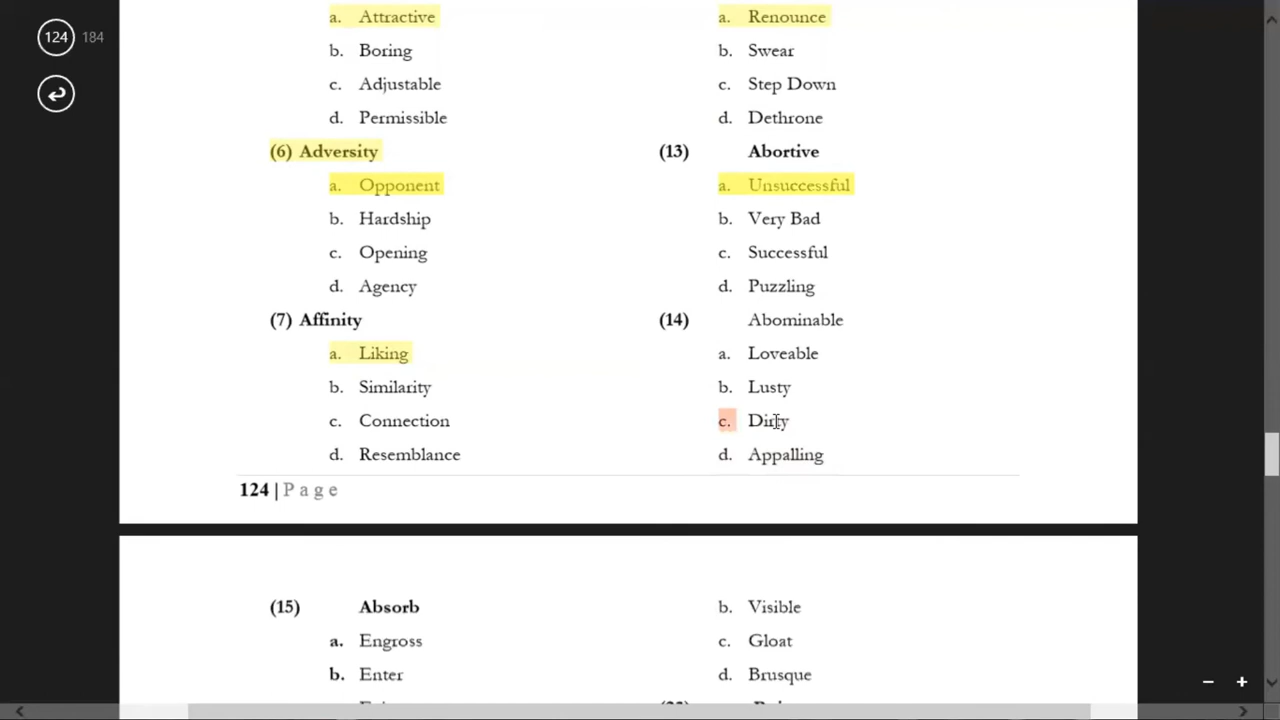 124 184
a. Attractive
b. Boring
c. Adjustable
d. Permissible
(6) Adversity
a. Opponent
b. Hardship
c. Opening
d. Agency
(7) Affinity
a. Liking
b. Similarity
c. Connection
d. Resemblance
a. Renounce
b. Swear
c. Step Down
d. Dethrone
(13) Abortive
a. Unsuccessful
b. Very Bad
c. Successful
d. Puzzling
(14) Abominable
a. Loveable
b. Lusty
c. Dirty
d. Appalling
124 | P a g e
(15) Absorb
a. Engross
b. Enter
b. Visible
c. Gloat
d. Brusque